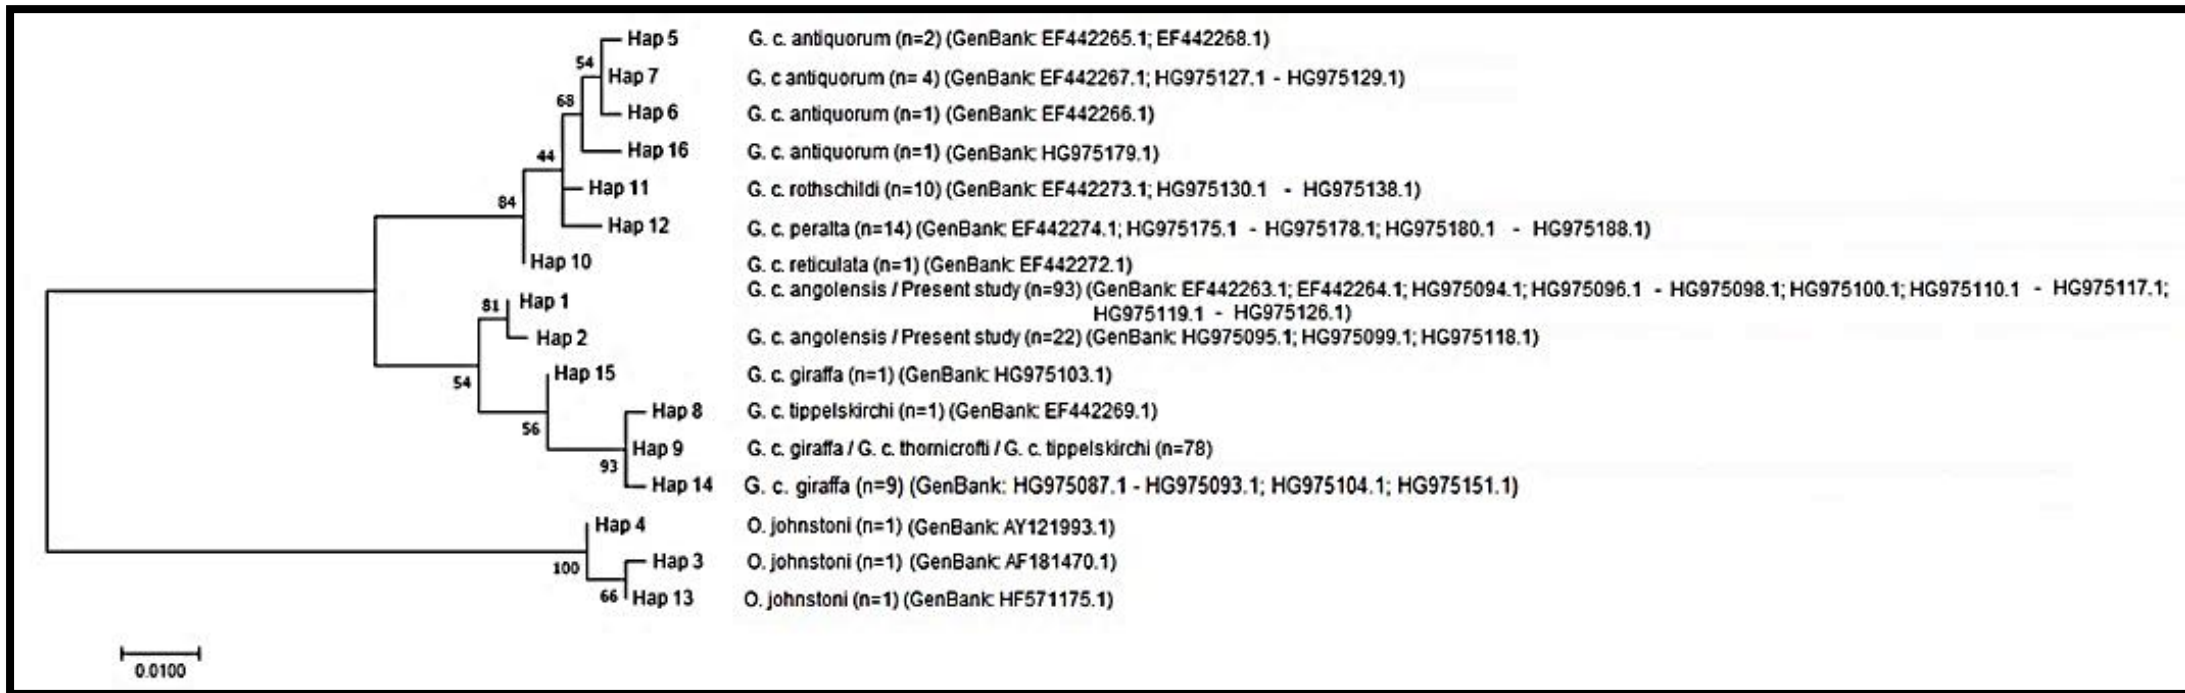 54 Hap 5 G. c. antiquorum (n=2) (GenBank: EF442265.1; EF442268.1)
Hap 7 G. c antiquorum (n= 4) (GenBank: EF442267.1; HG975127.1 - HG975129.1)
68 Hap 6 G. c. antiquorum (n=1) (GenBank: EF442266.1)
44 Hap 16 G. c. antiquorum (n=1) (GenBank: HG975179.1)
84 Hap 11 G. c. rothschildi (n=10) (GenBank: EF442273.1; HG975130.1 - HG975138.1)
Hap 12 G. c. peralta (n=14) (GenBank: EF442274.1; HG975175.1 - HG975178.1; HG975180.1 - HG975188.1)
Hap 10 G. c. reticulata (n=1) (GenBank: EF442272.1)
81 Hap 1 G. c. angolensis / Present study (n=93) (GenBank: EF442263.1; EF442264.1; HG975094.1; HG975096.1 - HG975098.1; HG975100.1; HG975110.1 - HG975117.1;
HG975119.1 - HG975126.1)
Hap 2 G. c. angolensis / Present study (n=22) (GenBank: HG975095.1; HG975099.1; HG975118.1)
54 Hap 15 G. c. giraffa (n=1) (GenBank: HG975103.1)
56 Hap 8 G. c. tippelskirchi (n=1) (GenBank: EF442269.1)
Hap 9 G. c. giraffa / G. c. thornicrofti / G. c. tippelskirchi (n=78)
93 Hap 14 G. c. giraffa (n=9) (GenBank: HG975087.1 - HG975093.1; HG975104.1; HG975151.1)
Hap 4 O. johnstoni (n=1) (GenBank: AY121993.1)
100 Hap 3 O. johnstoni (n=1) (GenBank: AF181470.1)
66 Hap 13 O. johnstoni (n=1) (GenBank: HF571175.1)
0.0100